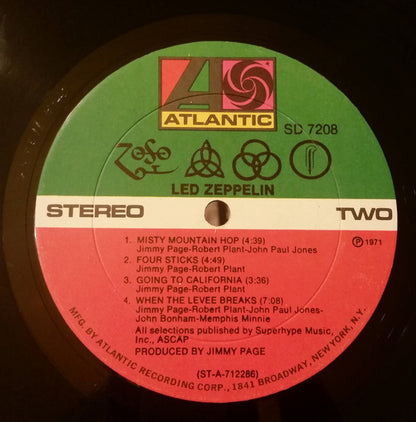 ATLANTIC
SD 7208
LED ZEPPELIN
STEREO
TWO
1. MISTY MOUNTAIN HOP (4:39)
Jimmy Page-Robert Plant-John Paul Jones
℗ 1971
2. FOUR STICKS (4:49)
Jimmy Page-Robert Plant
3. GOING TO CALIFORNIA (3:36)
Jimmy Page-Robert Plant
4. WHEN THE LEVEE BREAKS (7:08)
Jimmy Page-Robert Plant-John Paul Jones-
John Bonham-Memphis Minnie
All selections published by Superhype Music,
Inc., ASCAP
PRODUCED BY JIMMY PAGE
(ST-A-712286)
MFG. BY ATLANTIC RECORDING CORP., 1841 BROADWAY, NEW YORK, N.Y.